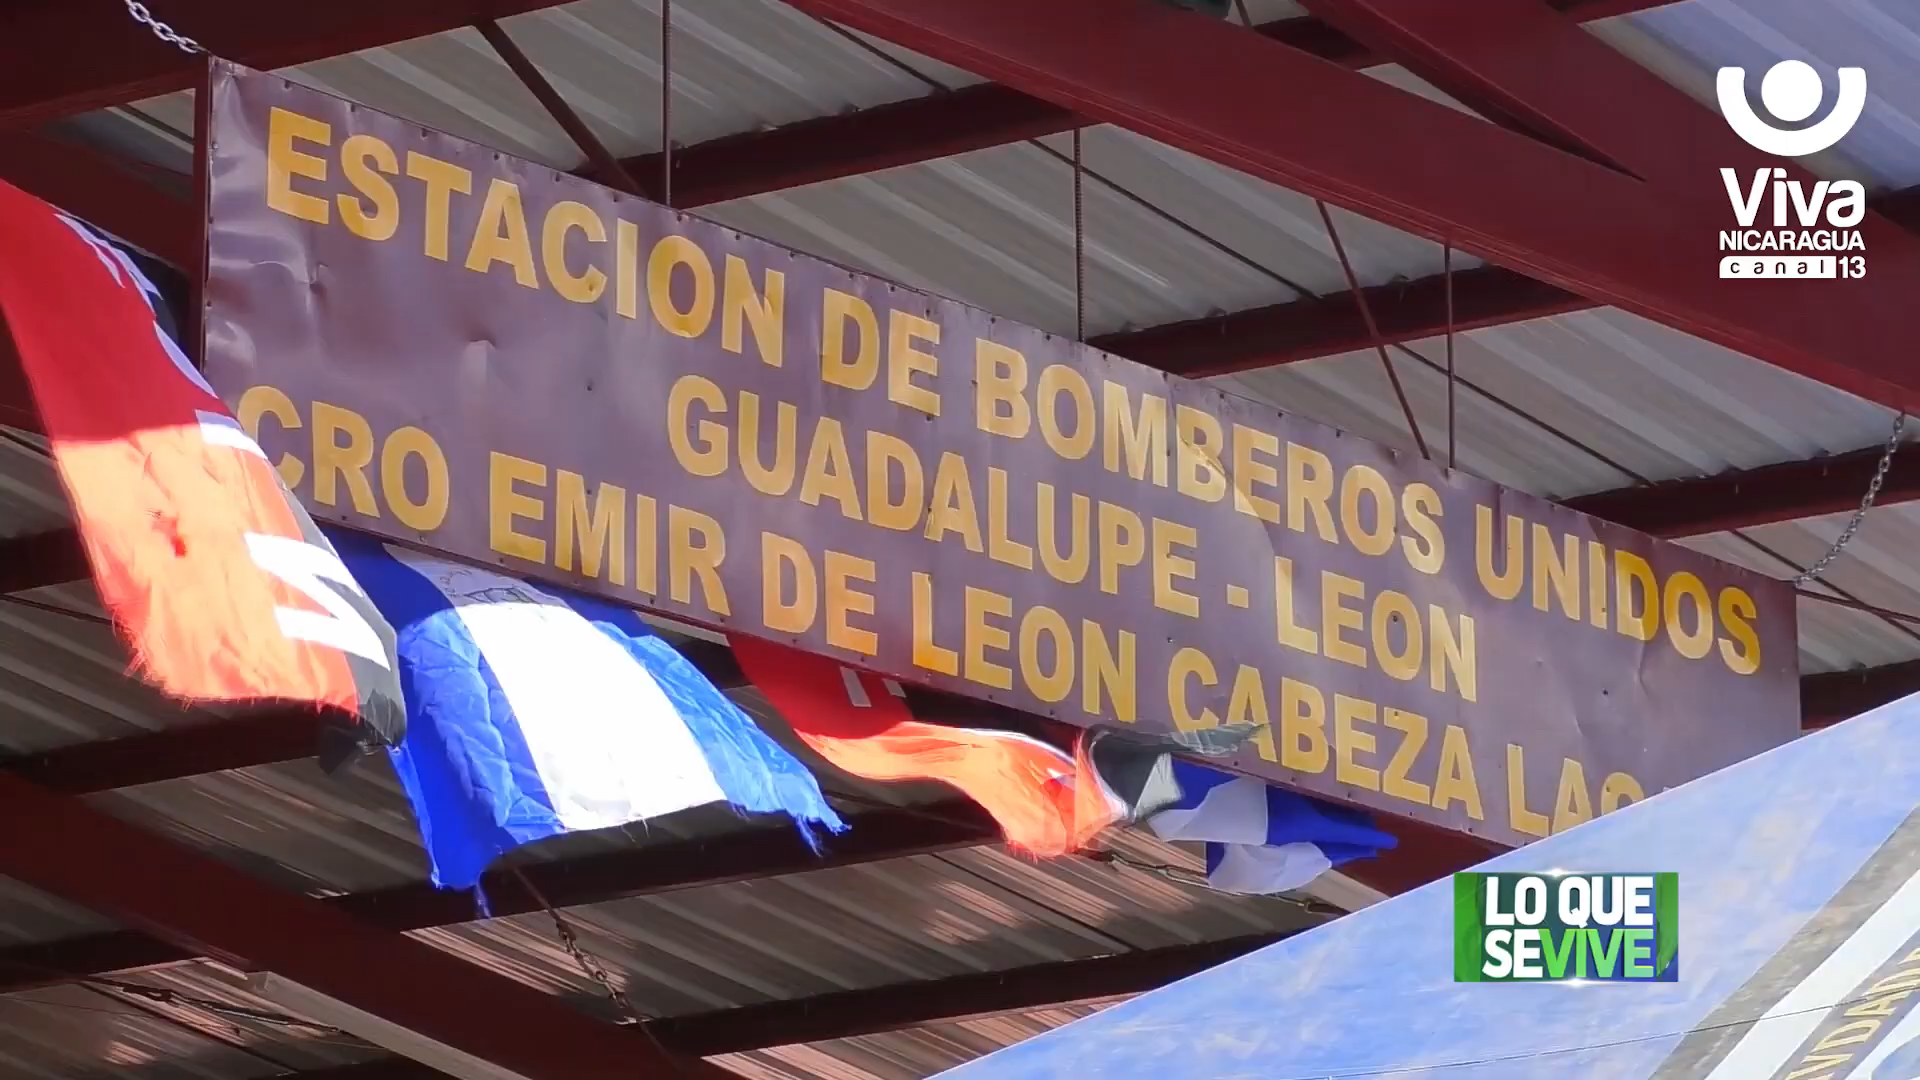 ESTACION DE BOMBEROS UNIDOS
GUADALUPE - LEON
CRO EMIR DE LEON CABEZA
Viva
NICARAGUA
canal 13
LO QUE
SE VIVE